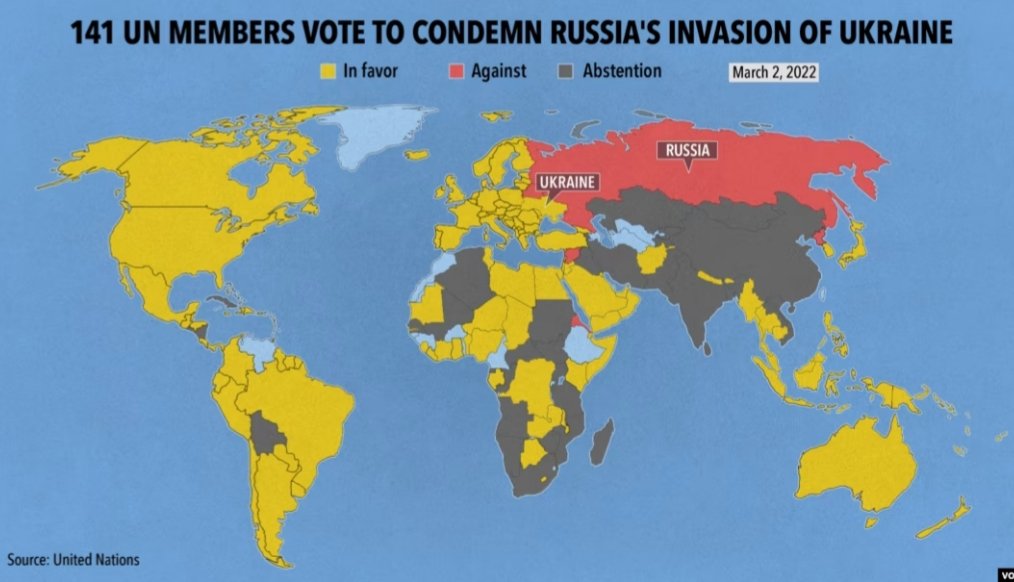 141 UN MEMBERS VOTE TO CONDEMN RUSSIA'S INVASION OF UKRAINE
In favor Against Abstention March 2, 2022
RUSSIA
UKRAINE
Source: United Nations